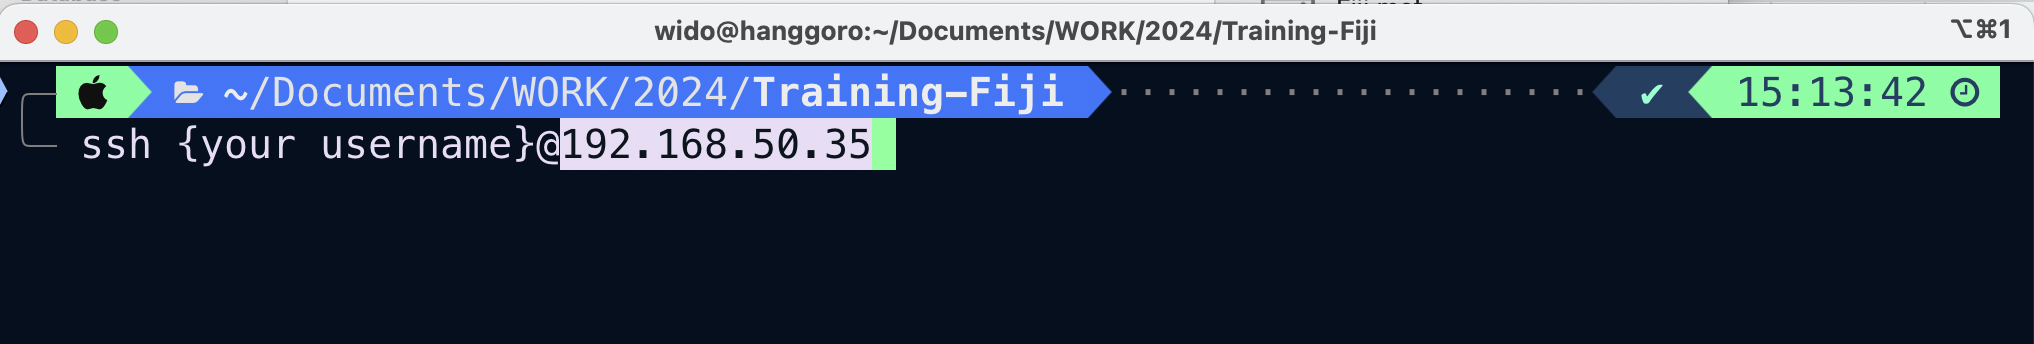 wido@hanggoro:~/Documents/WORK/2024/Training-Fiji
⌥⌘1
~/Documents/WORK/2024/Training-Fiji
✔ 15:13:42
ssh {your username}@192.168.50.35